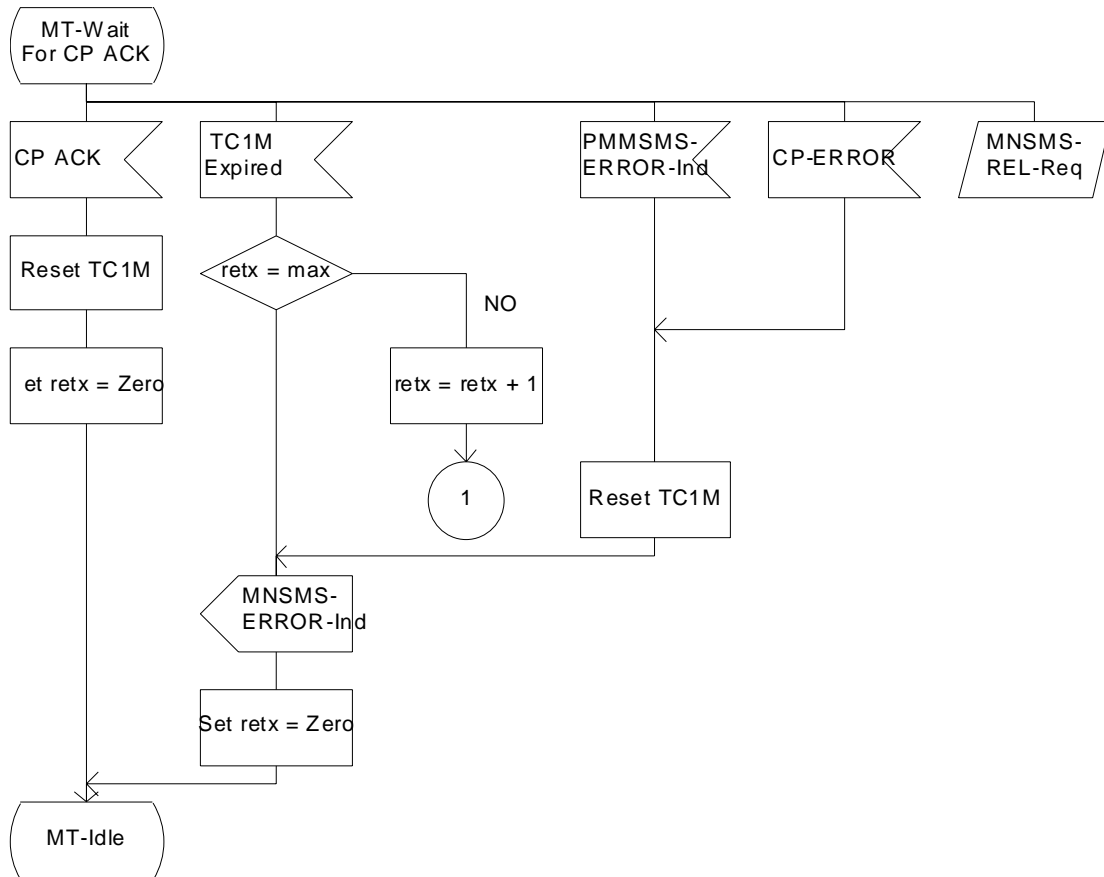 MT-Wait
For CP ACK
CP ACK
TC1M
Expired
PMMSMS-
ERROR-Ind
CP-ERROR
MNSMS-
REL-Req
Reset TC1M
retx = max
NO
et retx = Zero
retx = retx + 1
1
Reset TC1M
MNSMS-
ERROR-Ind
Set retx = Zero
MT-Idle